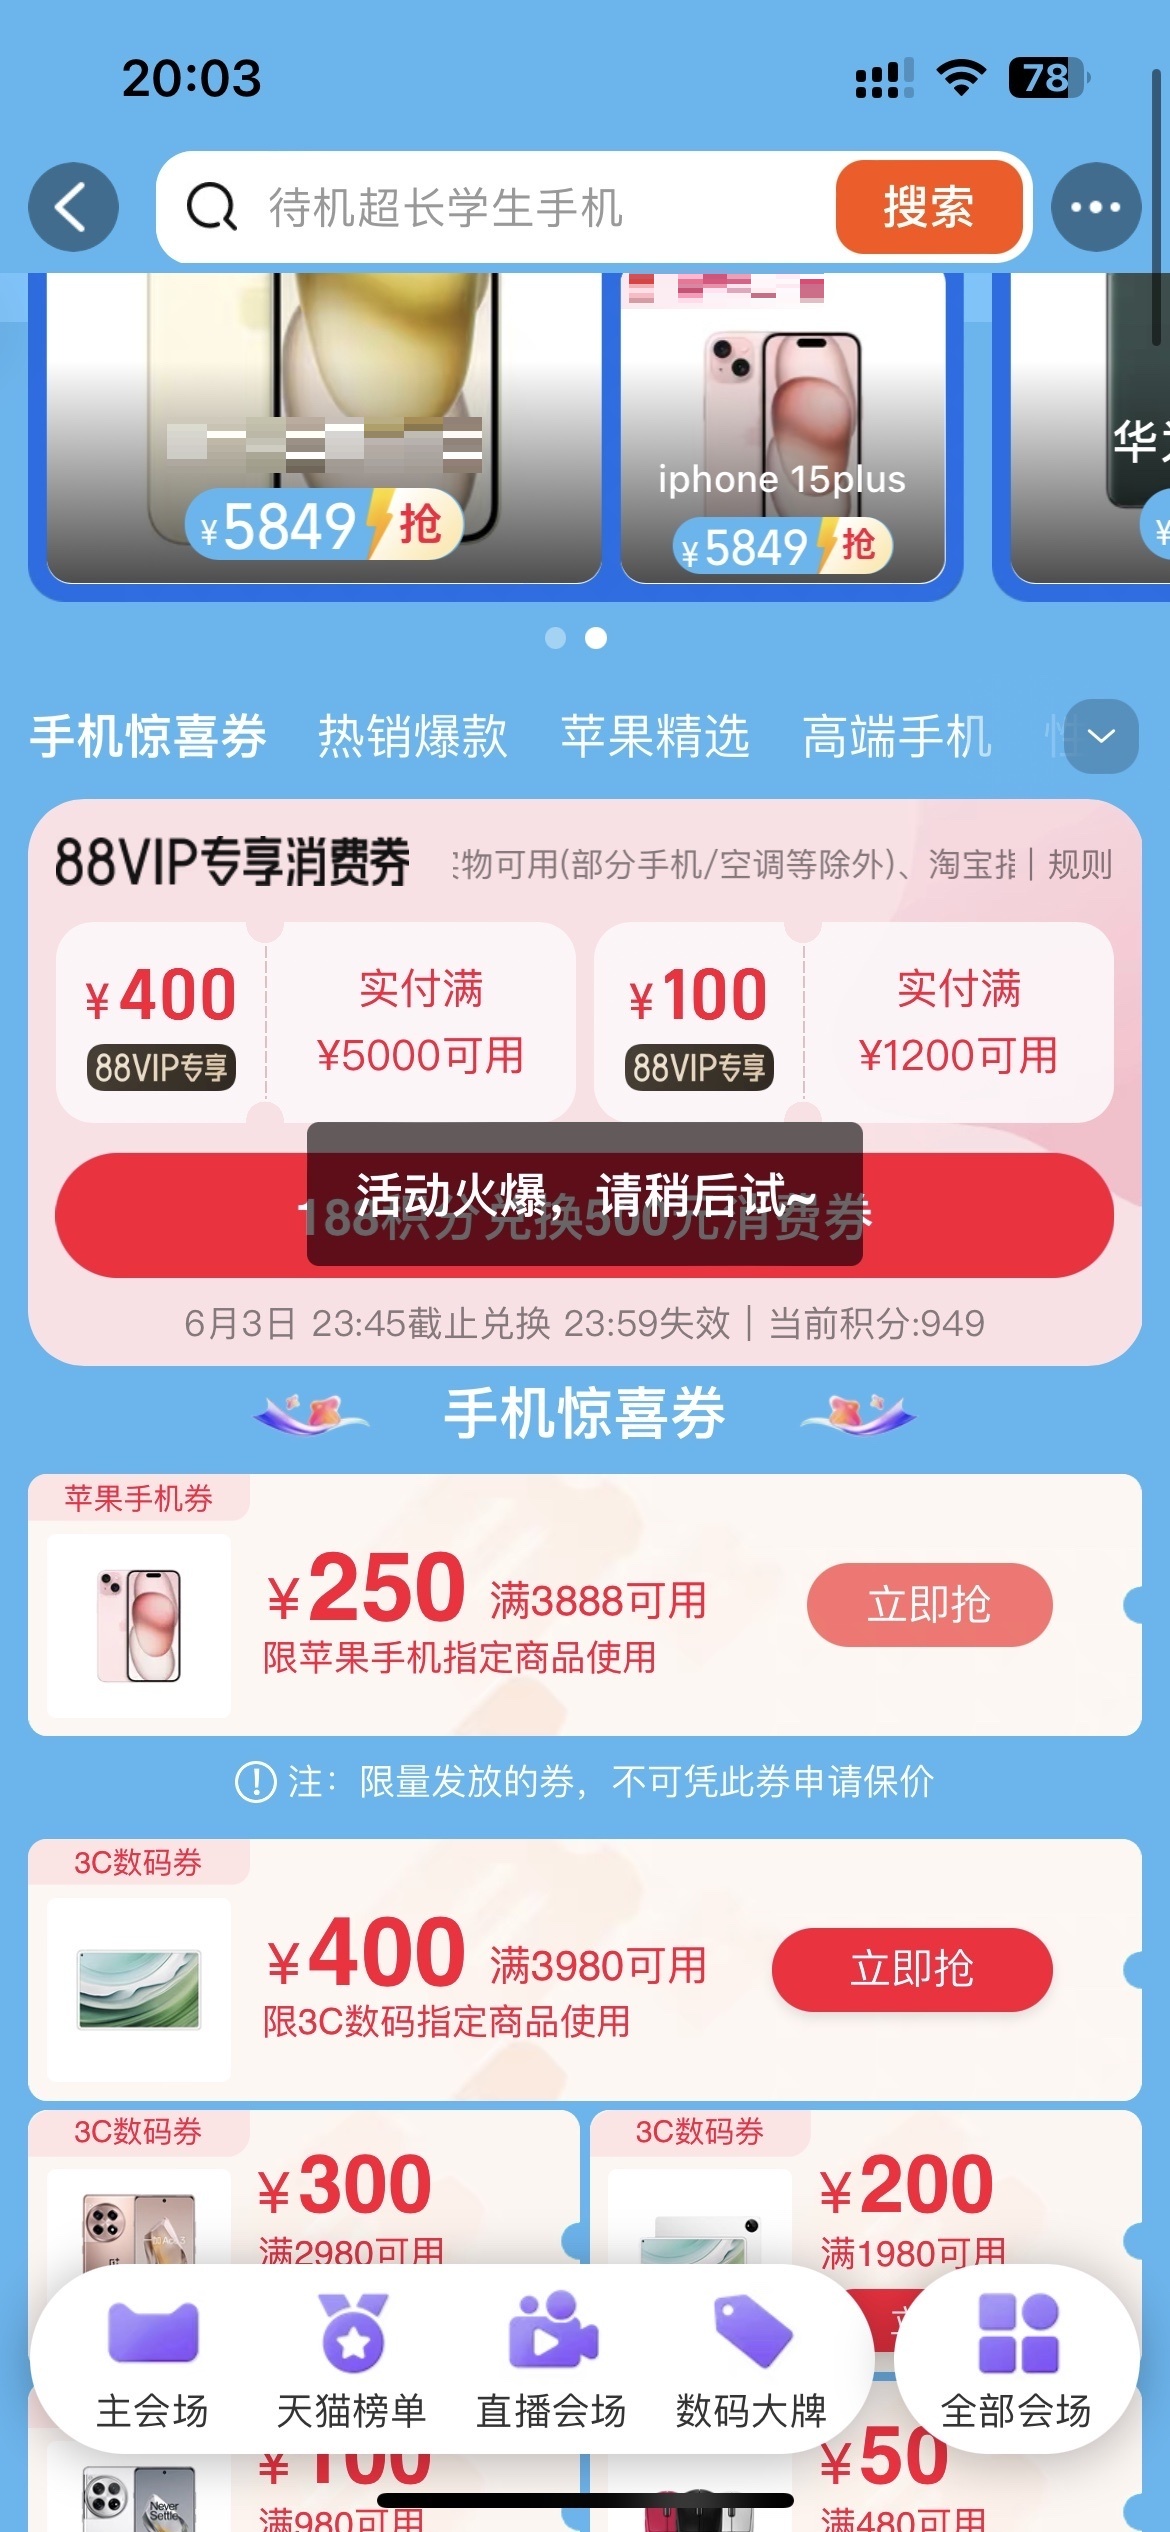 20:03
78
待机超长学生手机
搜索
¥5849 抢
iphone 15plus
¥5849 抢
华为
¥
手机惊喜券 热销爆款 苹果精选 高端手机
88VIP专享消费券
实物可用(部分手机/空调等除外)、淘宝指|规则
¥400
88VIP专享
实付满
¥5000可用
¥100
88VIP专享
实付满
¥1200可用
活动火爆，请稍后试~
188积分兑换500元消费券
6月3日 23:45截止兑换 23:59失效|当前积分:949
手机惊喜券
苹果手机券
¥250 满3888可用
限苹果手机指定商品使用
立即抢
注：限量发放的券，不可凭此券申请保价
3C数码券
¥400 满3980可用
限3C数码指定商品使用
立即抢
3C数码券
¥300
满2980可用
3C数码券
¥200
满1980可用
立
主会场
天猫榜单
直播会场
数码大牌
全部会场
¥100
满980可用
Never
Settle
¥50
满480可用